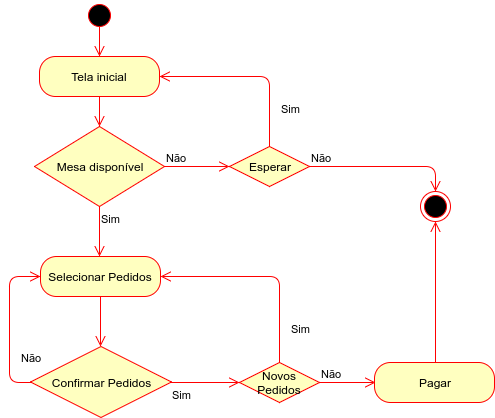 Tela inicial
Sim
Mesa disponível
Não
Esperar
Não
Sim
Selecionar Pedidos
Sim
Não
Confirmar Pedidos
Sim
Novos
Pedidos
Não
Pagar